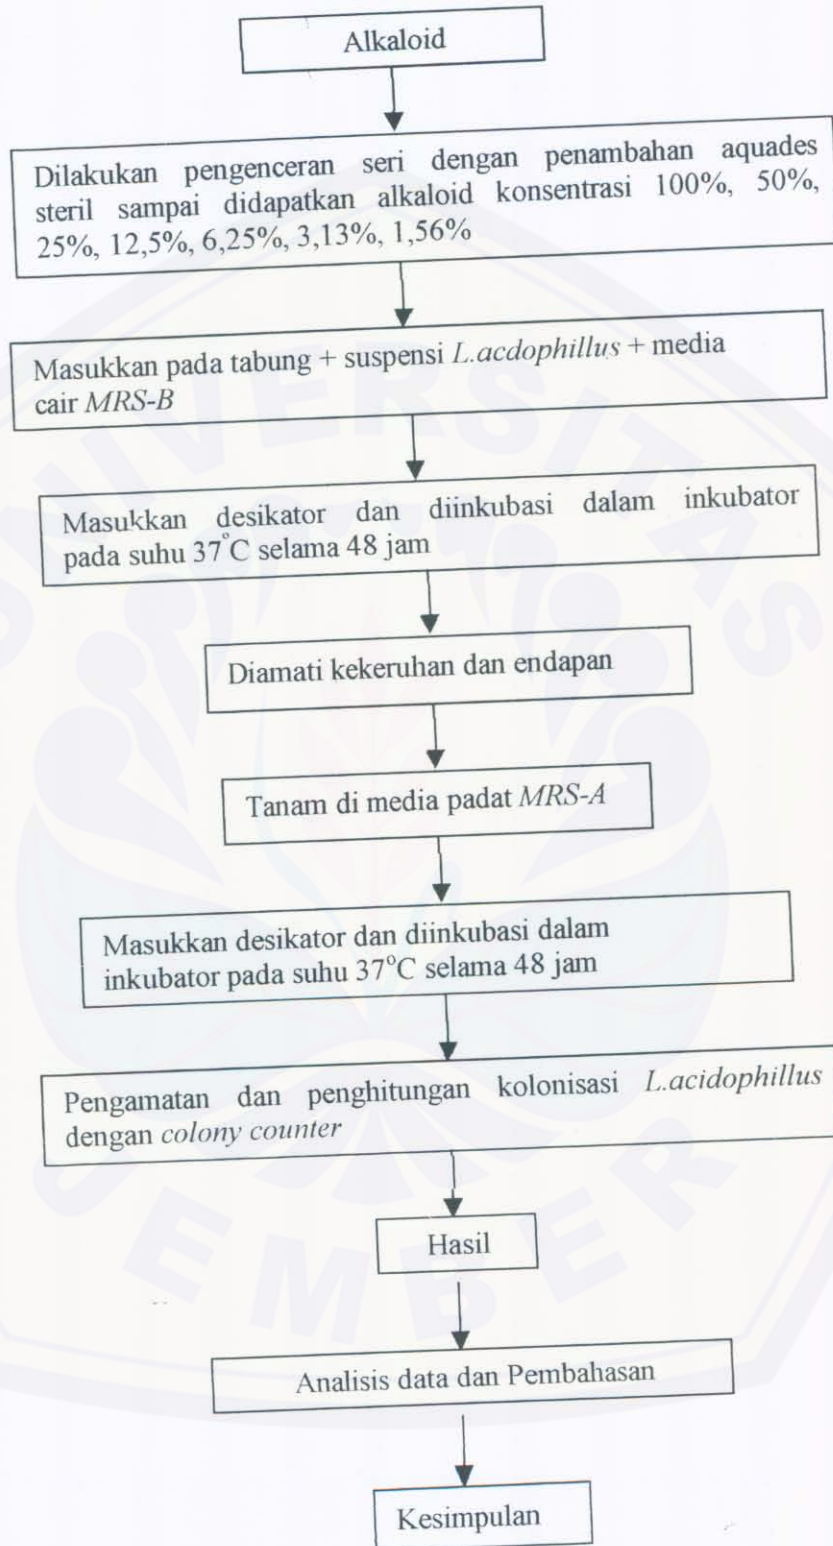 Alkaloid
Dilakukan pengenceran seri dengan penambahan aquades
steril sampai didapatkan alkaloid konsentrasi 100%, 50%,
25%, 12,5%, 6,25%, 3,13%, 1,56%
Masukkan pada tabung + suspensi L.acdophillus + media
cair MRS-B
Masukkan desikator dan diinkubasi dalam inkubator
pada suhu 37°C selama 48 jam
Diamati kekeruhan dan endapan
Tanam di media padat MRS-A
Masukkan desikator dan diinkubasi dalam
inkubator pada suhu 37°C selama 48 jam
Pengamatan dan penghitungan kolonisasi L.acidophillus
dengan colony counter
Hasil
Analisis data dan Pembahasan
Kesimpulan
UNIVERSITAS
JEMBER